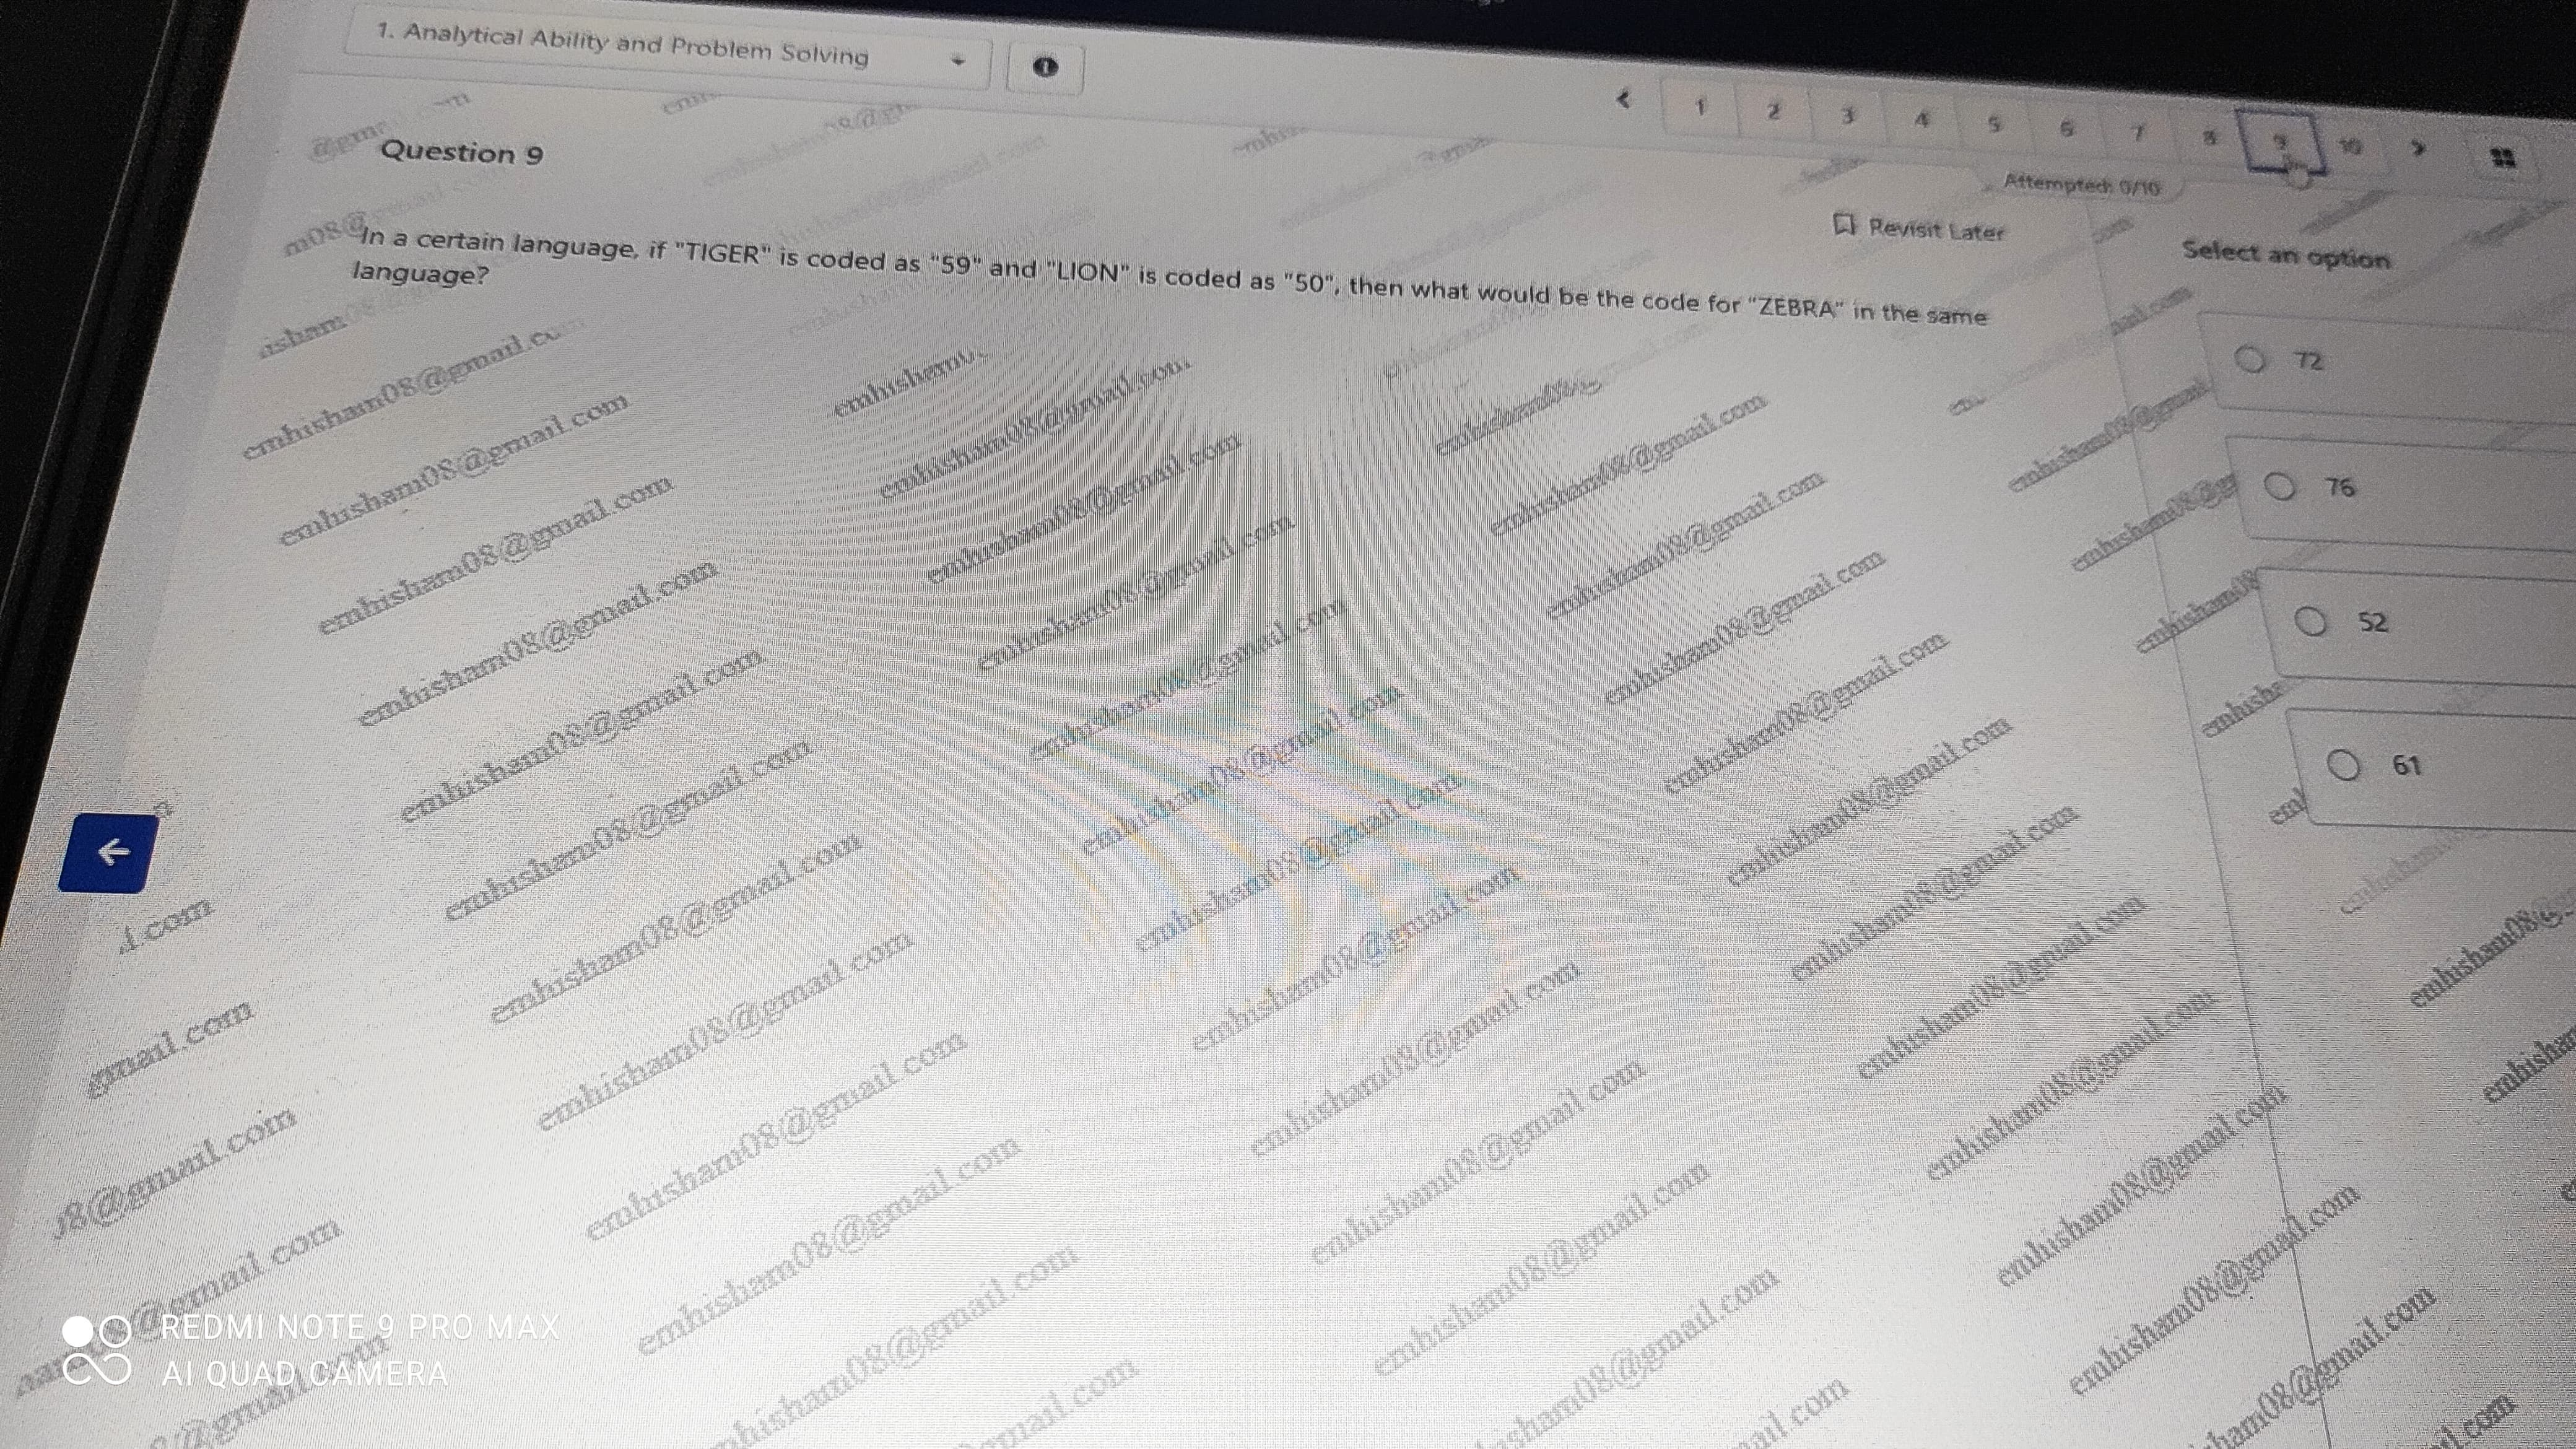 1. Analytical Ability and Problem Solving
1 2 3 4 5 6 7 8 9 10
Attempted: 0/10
Question 9
Revisit Later
In a certain language, if "TIGER" is coded as "59" and "LION" is coded as "50", then what would be the code for "ZEBRA" in the same
language?
Select an option
72
76
52
61
emhisham08@gmail.com
REDMI NOTE 9 PRO MAX
AI QUAD CAMERA